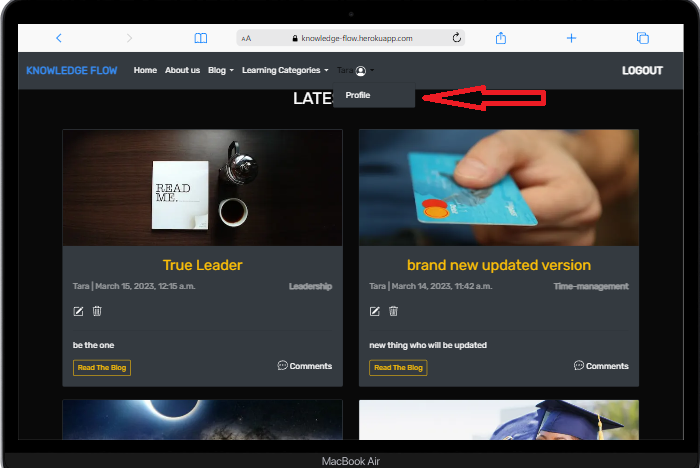 AA knowledge-flow.herokuapp.com
KNOWLEDGE FLOW Home About us Blog Learning Categories Tara LOGOUT
Profile
LATE
READ
ME.
True Leader
Tara | March 15, 2023, 12:15 a.m. Leadership
be the one
Read The Blog Comments
brand new updated version
Tara | March 14, 2023, 11:42 a.m. Time-management
new thing who will be updated
Read The Blog Comments
MacBook Air